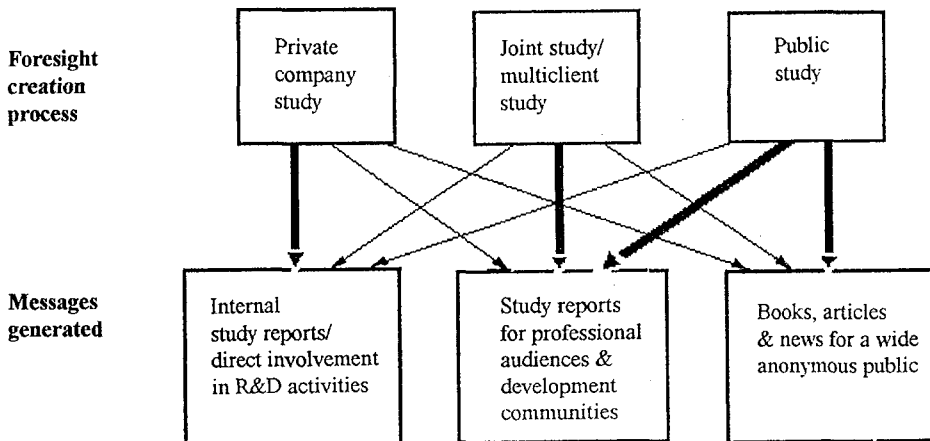 Foresight
creation
process
Private
company
study
Joint study/
multiclient
study
Public
study
Messages
generated
Internal
study reports/
direct involvement
in R&D activities
Study reports
for professional
audiences &
development
communities
Books, articles
& news for a wide
anonymous public